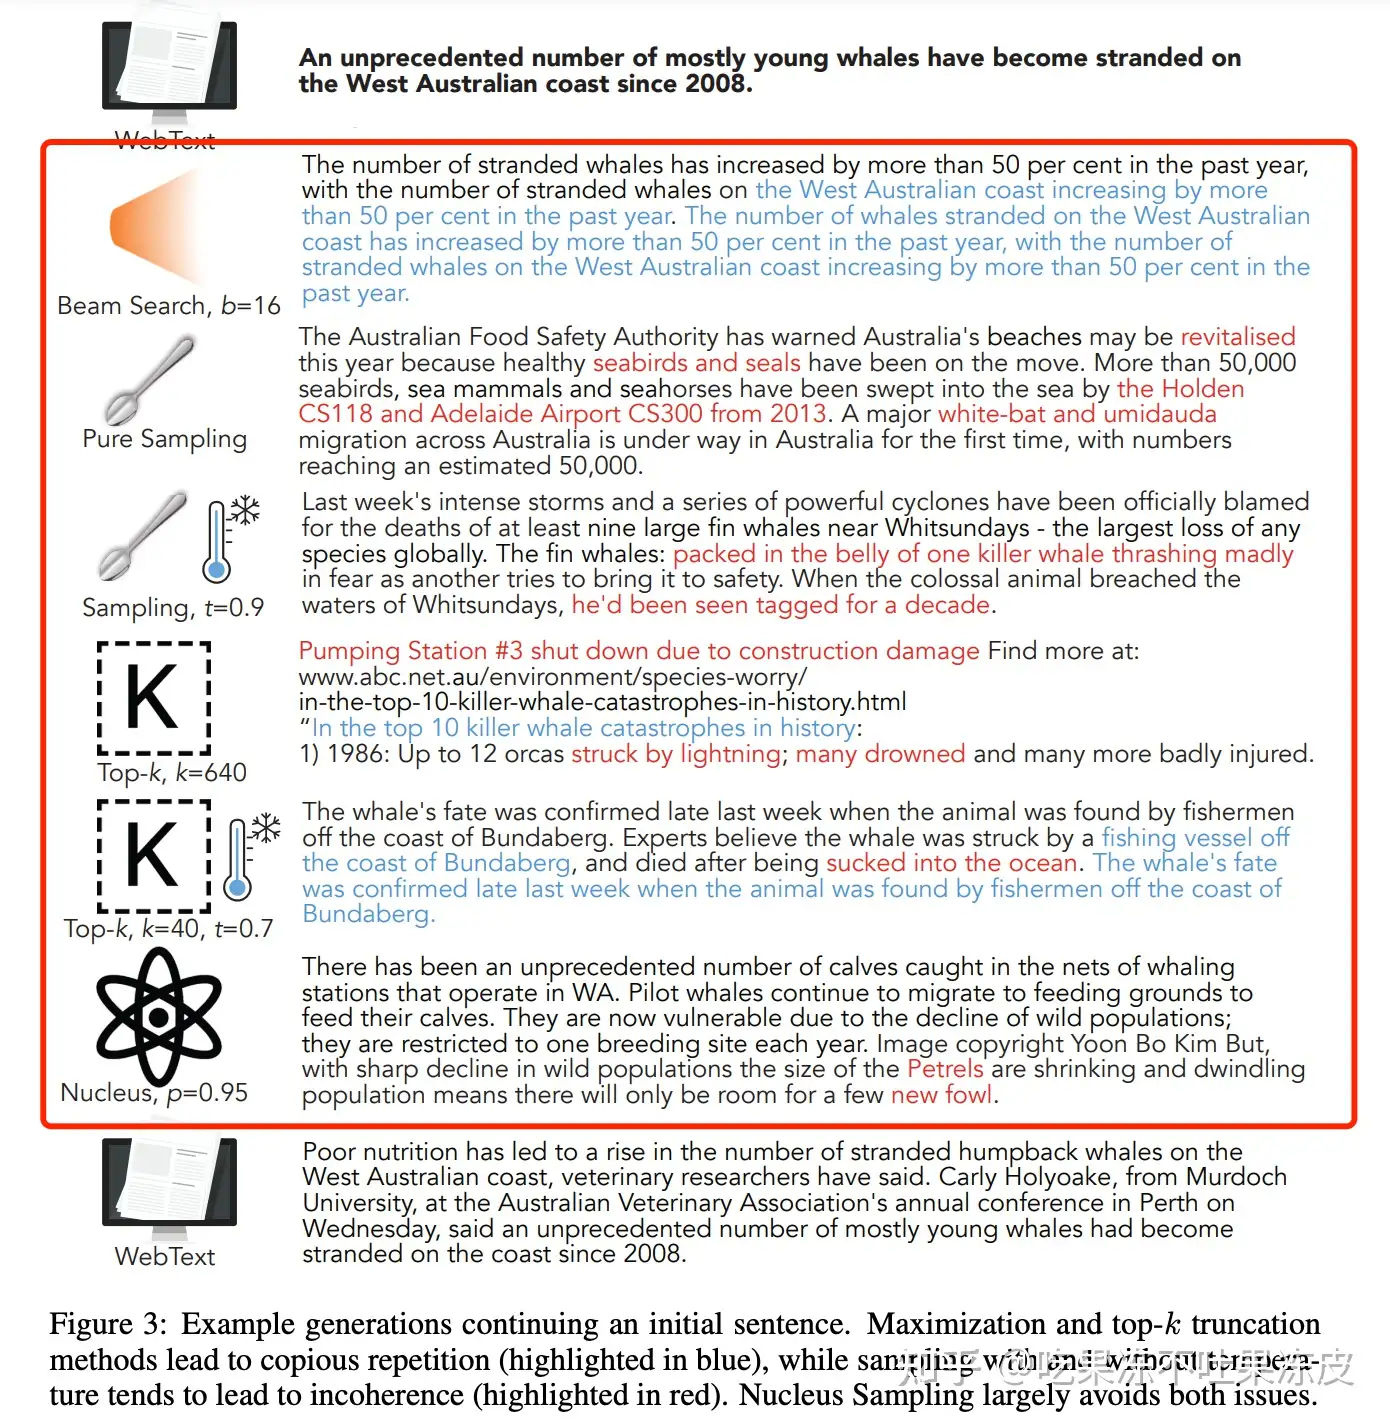 An unprecedented number of mostly young whales have become stranded on
the West Australian coast since 2008.
WebText
The number of stranded whales has increased by more than 50 per cent in the past year,
with the number of stranded whales on the West Australian coast increasing by more
than 50 per cent in the past year. The number of whales stranded on the West Australian
coast has increased by more than 50 per cent in the past year, with the number of
stranded whales on the West Australian coast increasing by more than 50 per cent in the
past year.
Beam Search, b=16
The Australian Food Safety Authority has warned Australia's beaches may be revitalised
this year because healthy seabirds and seals have been on the move. More than 50,000
seabirds, sea mammals and seahorses have been swept into the sea by the Holden
CS118 and Adelaide Airport CS300 from 2013. A major white-bat and umidauda
migration across Australia is under way in Australia for the first time, with numbers
reaching an estimated 50,000.
Pure Sampling
Last week's intense storms and a series of powerful cyclones have been officially blamed
for the deaths of at least nine large fin whales near Whitsundays - the largest loss of any
species globally. The fin whales: packed in the belly of one killer whale thrashing madly
in fear as another tries to bring it to safety. When the colossal animal breached the
waters of Whitsundays, he'd been seen tagged for a decade.
Sampling, t=0.9
Pumping Station #3 shut down due to construction damage Find more at:
www.abc.net.au/environment/species-worry/
in-the-top-10-killer-whale-catastrophes-in-history.html
“In the top 10 killer whale catastrophes in history:
1) 1986: Up to 12 orcas struck by lightning; many drowned and many more badly injured.
K
Top-k, k=640
The whale's fate was confirmed late last week when the animal was found by fishermen
off the coast of Bundaberg. Experts believe the whale was struck by a fishing vessel off
the coast of Bundaberg, and died after being sucked into the ocean. The whale's fate
was confirmed late last week when the animal was found by fishermen off the coast of
Bundaberg.
K
Top-k, k=40, t=0.7
There has been an unprecedented number of calves caught in the nets of whaling
stations that operate in WA. Pilot whales continue to migrate to feeding grounds to
feed their calves. They are now vulnerable due to the decline of wild populations;
they are restricted to one breeding site each year. Image copyright Yoon Bo Kim But,
with sharp decline in wild populations the size of the Petrels are shrinking and dwindling
population means there will only be room for a few new fowl.
Nucleus, p=0.95
Poor nutrition has led to a rise in the number of stranded humpback whales on the
West Australian coast, veterinary researchers have said. Carly Holyoake, from Murdoch
University, at the Australian Veterinary Association's annual conference in Perth on
Wednesday, said an unprecedented number of mostly young whales had become
stranded on the coast since 2008.
WebText
Figure 3: Example generations continuing an initial sentence. Maximization and top-k truncation
methods lead to copious repetition (highlighted in blue), while sampling with and without tempera-
ture tends to lead to incoherence (highlighted in red). Nucleus Sampling largely avoids both issues.
知乎 @吃果冻不吐果冻皮